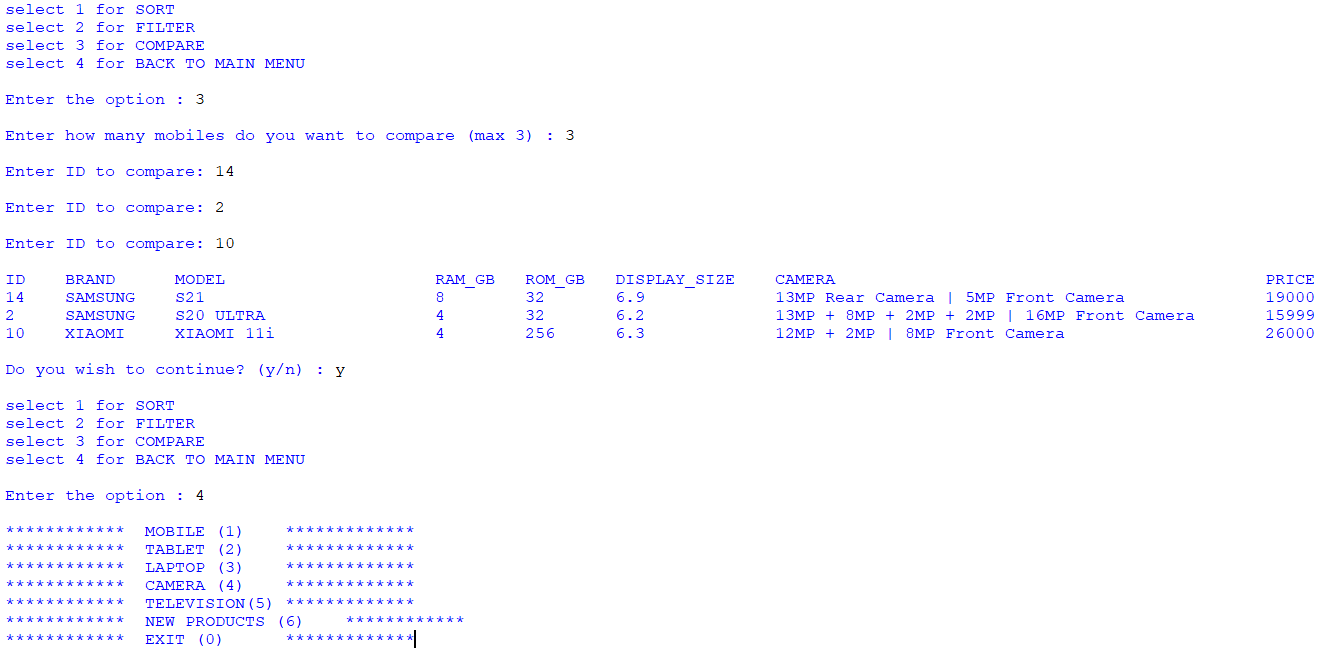 select 1 for SORT
select 2 for FILTER
select 3 for COMPARE
select 4 for BACK TO MAIN MENU
Enter the option : 3
Enter how many mobiles do you want to compare (max 3) : 3
Enter ID to compare: 14
Enter ID to compare: 2
Enter ID to compare: 10
ID    BRAND      MODEL                     RAM_GB   ROM_GB   DISPLAY_SIZE    CAMERA                                           PRICE
14    SAMSUNG    S21                       8        32       6.9             13MP Rear Camera | 5MP Front Camera              19000
2     SAMSUNG    S20 ULTRA                 4        32       6.2             13MP + 8MP + 2MP + 2MP | 16MP Front Camera       15999
10    XIAOMI     XIAOMI 11i                4        256      6.3             12MP + 2MP | 8MP Front Camera                    26000
Do you wish to continue? (y/n) : y
select 1 for SORT
select 2 for FILTER
select 3 for COMPARE
select 4 for BACK TO MAIN MENU
Enter the option : 4
************  MOBILE (1)    *************
************  TABLET (2)    *************
************  LAPTOP (3)    *************
************  CAMERA (4)    *************
************  TELEVISION(5) *************
************  NEW PRODUCTS (6)    ************
************  EXIT (0)      *************